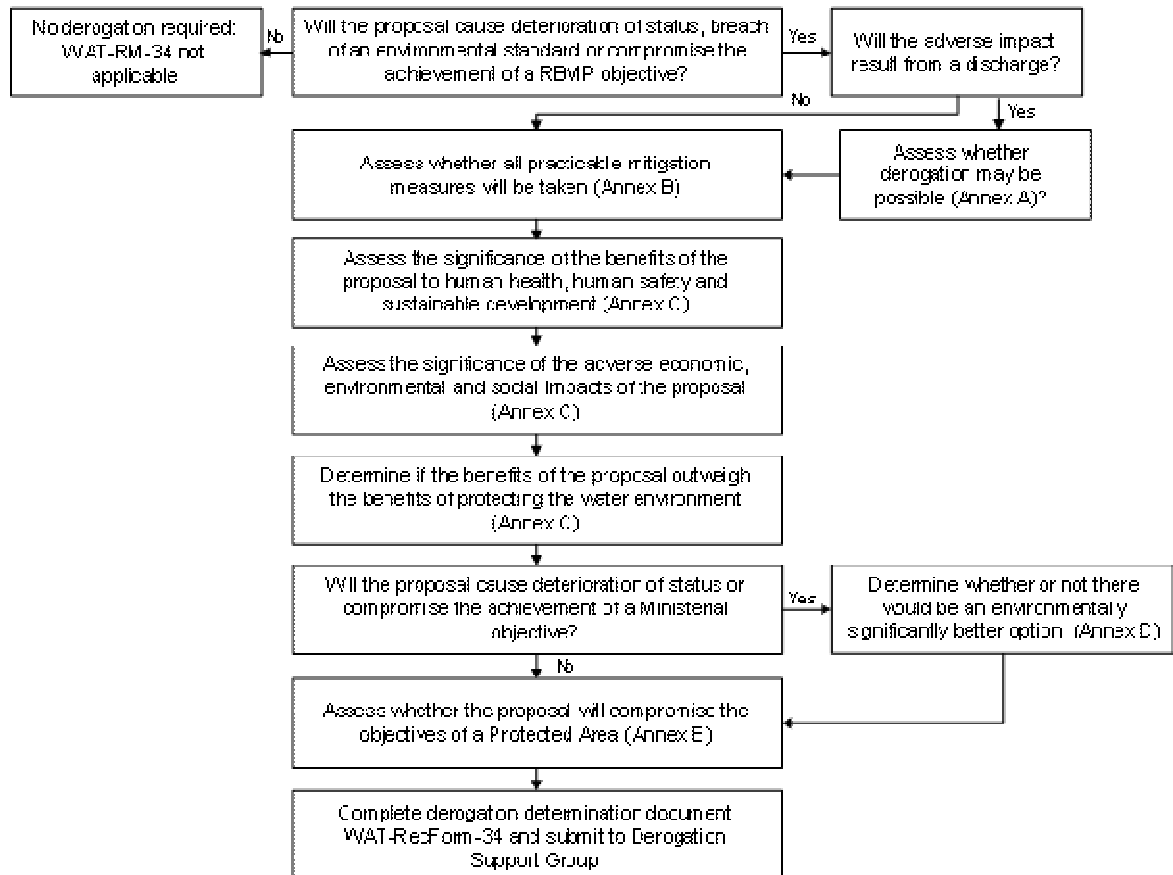 No derogation required:
WAT-RM-34 not
applicable
No
Will the proposal cause deterioration of status, breach
of an environmental standard or compromise the
achievement of a RBMP objective?
Yes
Will the adverse impact
result from a discharge?
No
Yes
Assess whether all practicable mitigation
measures will be taken (Annex B)
Assess whether
derogation may be
possible (Annex A)?
Assess the significance of the benefits of the
proposal to human health, human safety and
sustainable development (Annex C)
Assess the significance of the adverse economic,
environmental and social impacts of the proposal
(Annex C)
Determine if the benefits of the proposal outweigh
the benefits of protecting the water environment
(Annex C)
Will the proposal cause deterioration of status or
compromise the achievement of a Ministerial
objective?
Yes
Determine whether or not there
would be an environmentally
significantly better option (Annex D)
No
Assess whether the proposal will compromise the
objectives of a Protected Area (Annex E)
Complete derogation determination document
WAT-RecForm-34 and submit to Derogation
Support Group